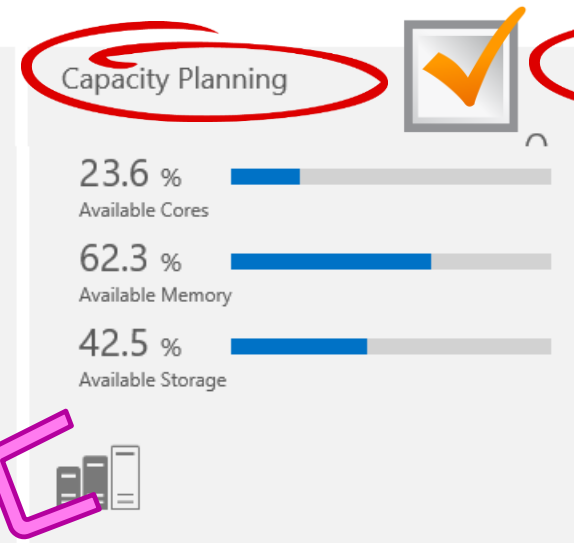 Capacity Planning
23.6 %
Available Cores
62.3 %
Available Memory
42.5 %
Available Storage